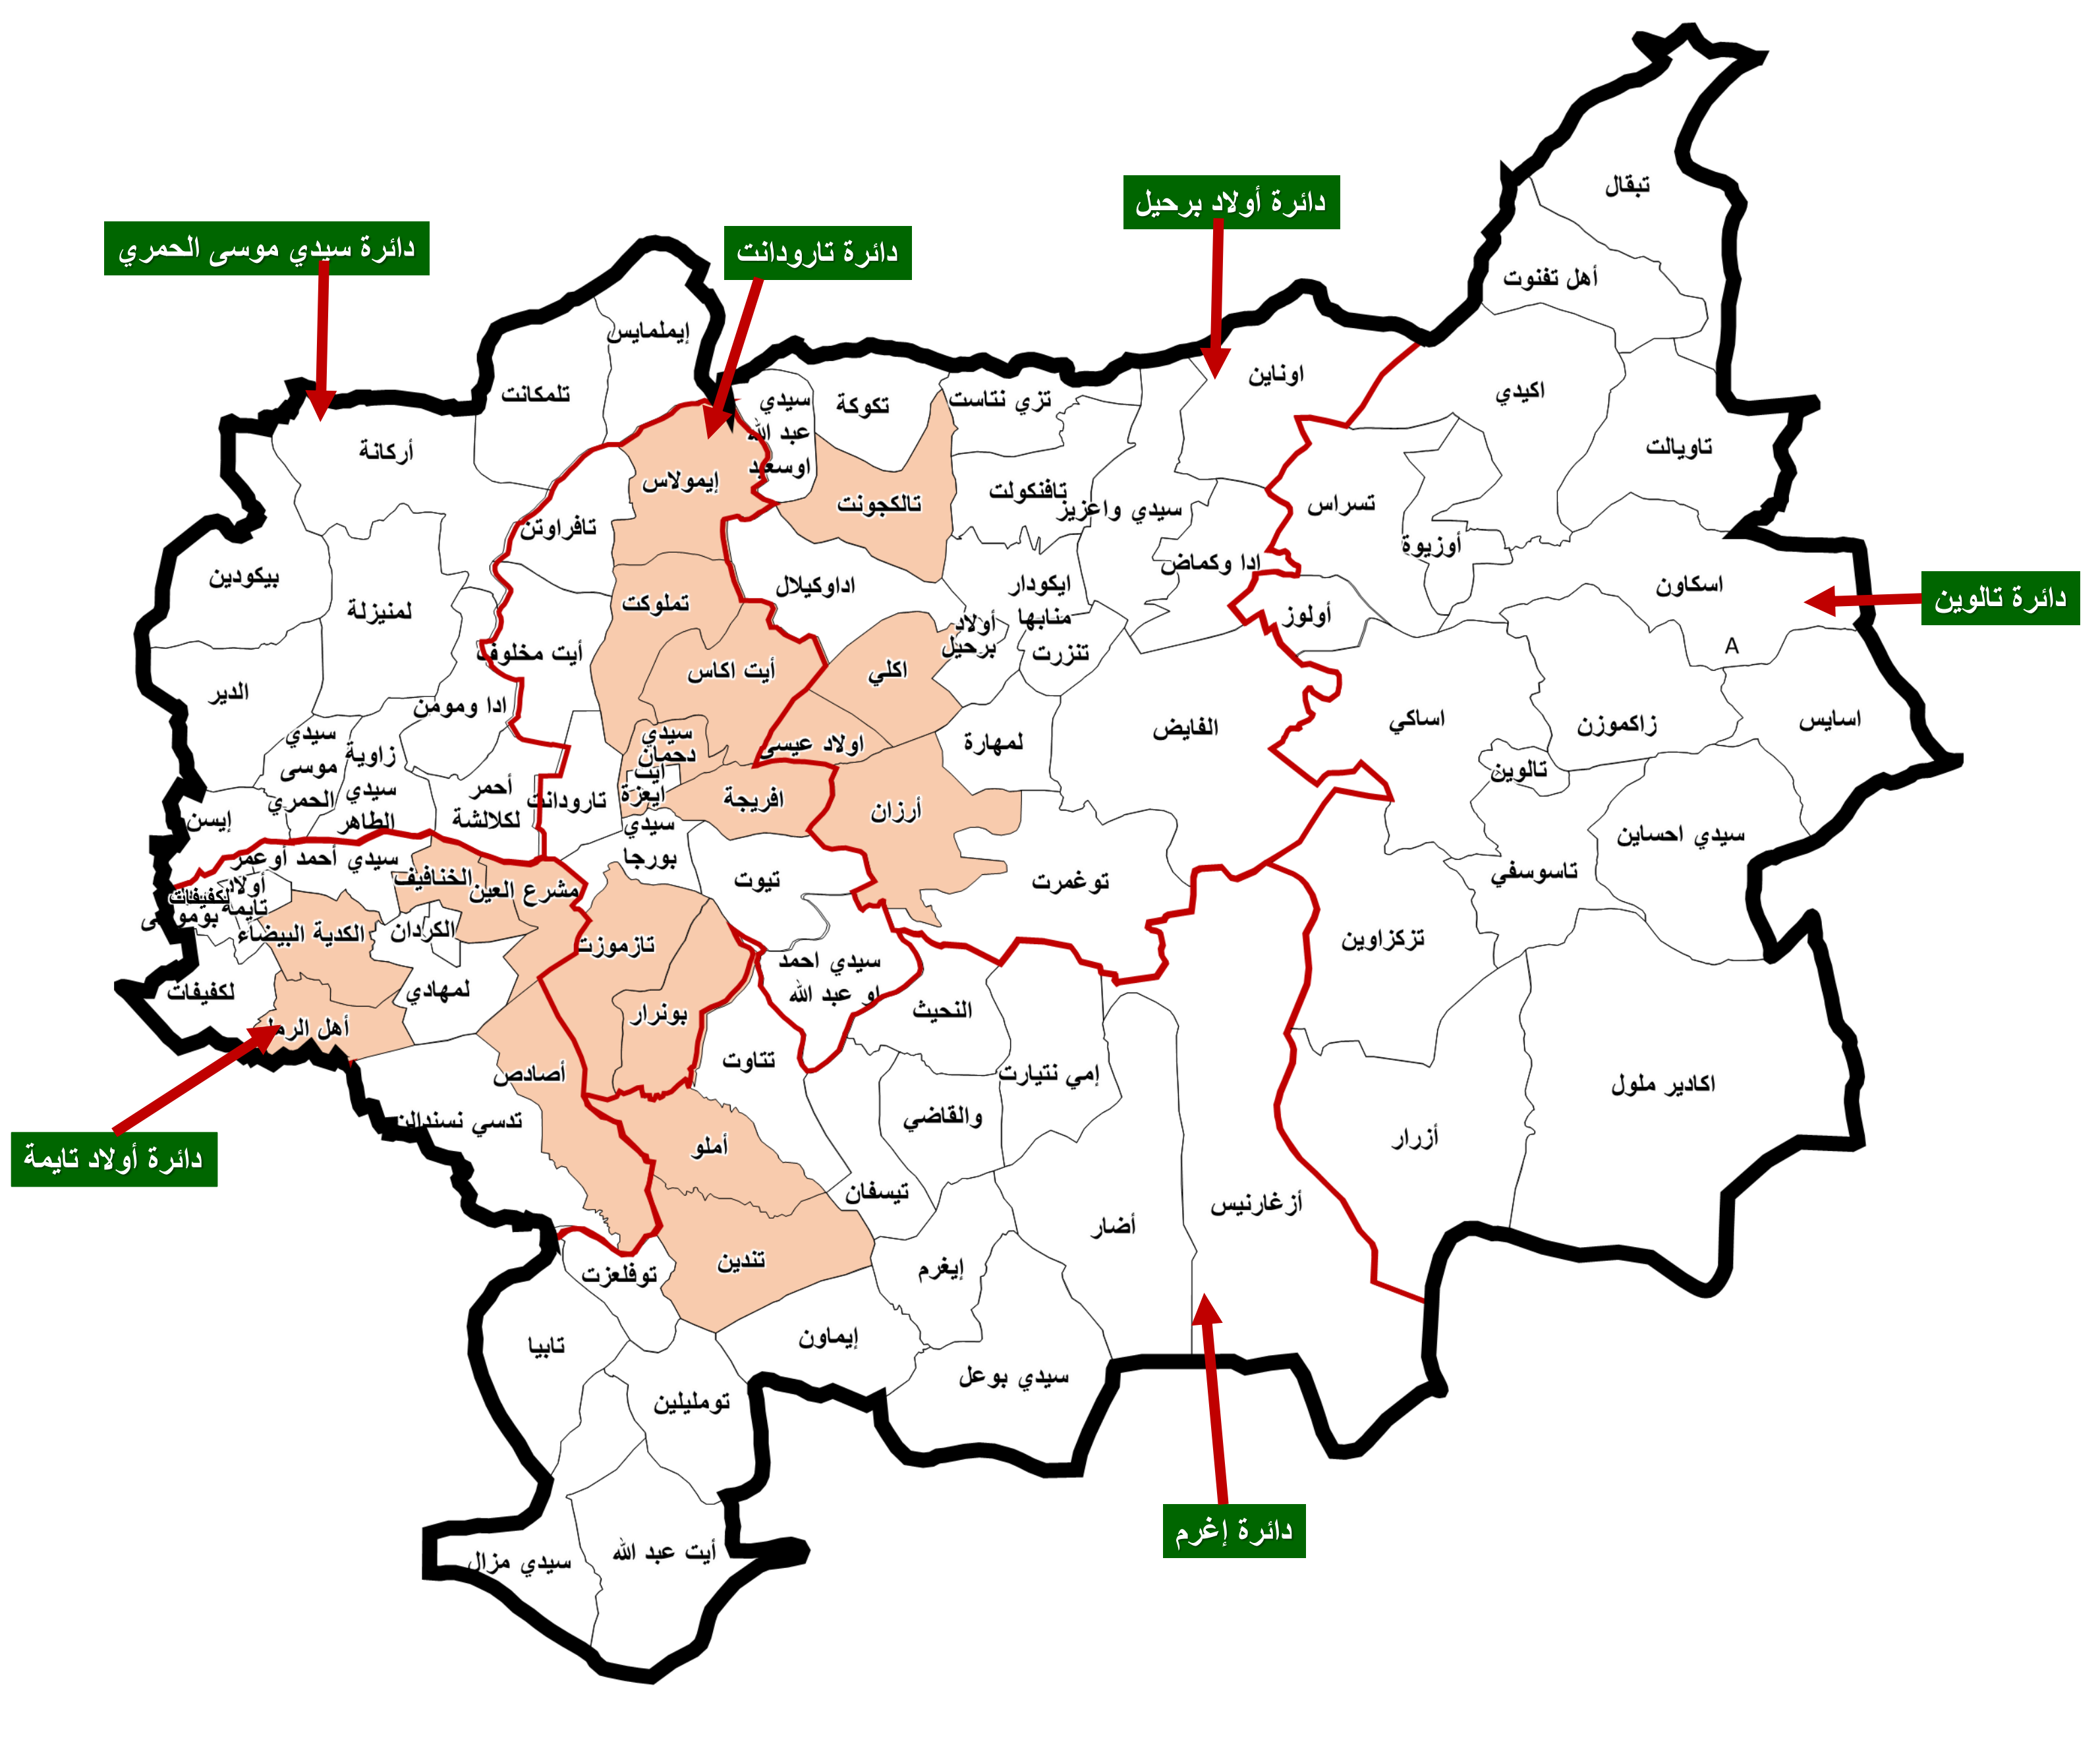 تبقال
دائرة أولاد برحيل
دائرة سيدي موسى الحمري
دائرة تارودانت
أهل تفنوت
إيملمايس
اوناين
اكيدي
تلمكانت
سيدي
عبد الله
اوسعيد
تكوكة
تزي نتاست
تاويالت
أركانة
إيمولاس
تالكجونت
تافنكولت
سيدي واعزيز
تسراس
تافراوتن
أوزيوة
ادا وكماض
بيكودين
لمنيزلة
تملوكت
اداوكيلال
ايكودار
منابها
أولوز
اسكاون
دائرة تالوين
أولاد
برحيل
تنزرت
A
أيت مخلوف
أيت اكاس
اكلي
الدير
ادا ومومن
اساكي
زاكموزن
اسايس
سيدي
موسى
الحمري
زاوية
سيدي
الطاهر
سيدي
دحمان
اولاد عيسى
لمهارة
الفايض
ايت
ايعزة
تالوين
أحمر
لكلالشة
تارودانت
افريجة
أرزان
إيسن
سيدي
بورجا
سيدي احساين
سيدي أحمد أوعمر
الخنافيف
مشرع العين
تيوت
توغمرت
تاسوسفي
أولاد
تايمة
الكدية البيضاء
الكردان
تازموزت
تزكزاوين
سيدي احمد
او عبد الله
لكفيفات
لمهادي
بونرار
النحيث
أهل الرمل
تتاوت
إمي نتيارت
أصادص
اكادير ملول
تدسي نسندالن
والقاضي
أملو
أزرار
دائرة أولاد تايمة
تيسفان
أضار
أزغارنيس
تندين
توفلعزت
إيغرم
تابيا
إيماون
سيدي بوعل
تومليلين
دائرة إغرم
سيدي مزال
أيت عبد الله